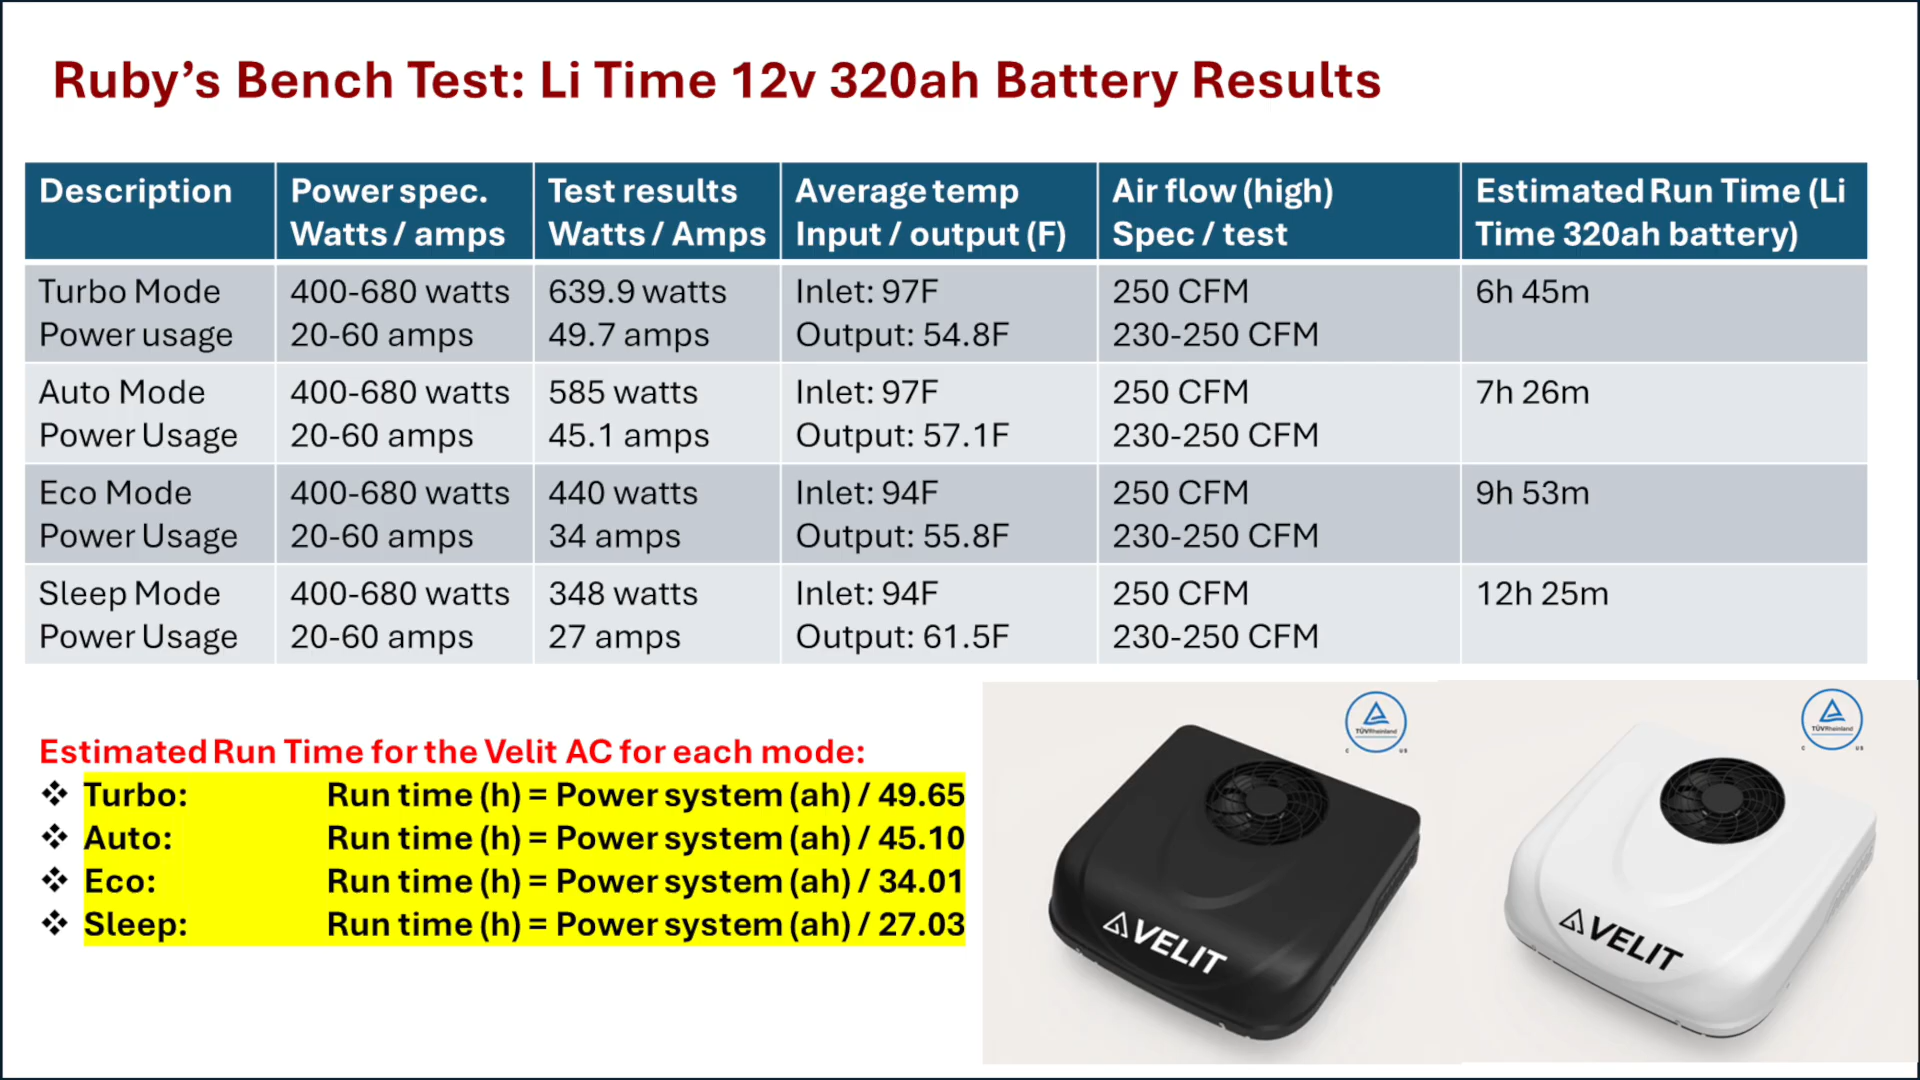 Ruby's Bench Test: Li Time 12v 320ah Battery Results
Description
Power spec.
Watts / amps
Test results
Watts / Amps
Average temp
Input / output (F)
Air flow (high)
Spec / test
Estimated Run Time (Li
Time 320ah battery)
Turbo Mode
Power usage
400-680 watts
20-60 amps
639.9 watts
49.7 amps
Inlet: 97F
Output: 54.8F
250 CFM
230-250 CFM
6h 45m
Auto Mode
Power Usage
400-680 watts
20-60 amps
585 watts
45.1 amps
Inlet: 97F
Output: 57.1F
250 CFM
230-250 CFM
7h 26m
Eco Mode
Power Usage
400-680 watts
20-60 amps
440 watts
34 amps
Inlet: 94F
Output: 55.8F
250 CFM
230-250 CFM
9h 53m
Sleep Mode
Power Usage
400-680 watts
20-60 amps
348 watts
27 amps
Inlet: 94F
Output: 61.5F
250 CFM
230-250 CFM
12h 25m
Estimated Run Time for the Velit AC for each mode:
❖ Turbo: Run time (h) = Power system (ah) / 49.65
❖ Auto: Run time (h) = Power system (ah) / 45.10
❖ Eco: Run time (h) = Power system (ah) / 34.01
❖ Sleep: Run time (h) = Power system (ah) / 27.03
TÜVRheinland
C US
VELIT
TÜVRheinland
C US
VELIT